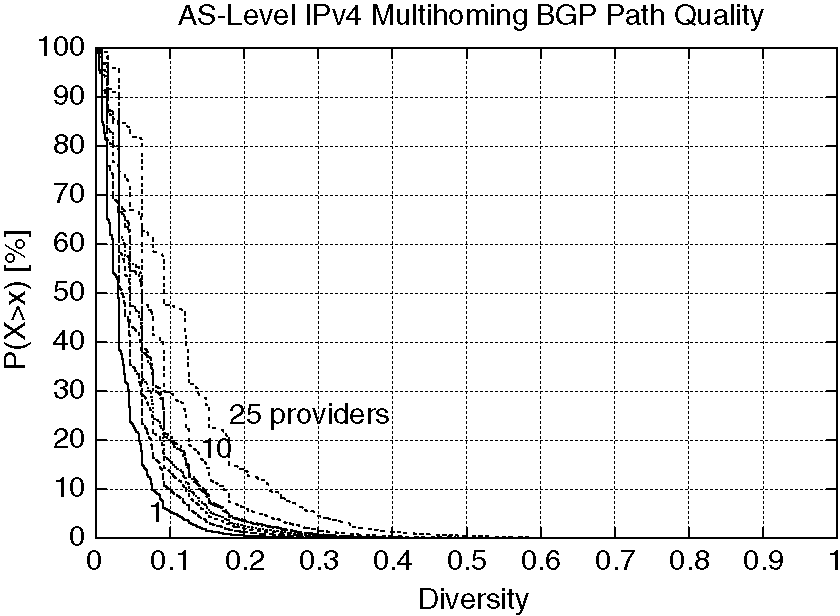 AS-Level IPv4 Multihoming BGP Path Quality
P(X>x) [%]
100
90
80
70
60
50
40
30
20
10
0
25 providers
10
1
0 0.1 0.2 0.3 0.4 0.5 0.6 0.7 0.8 0.9 1
Diversity